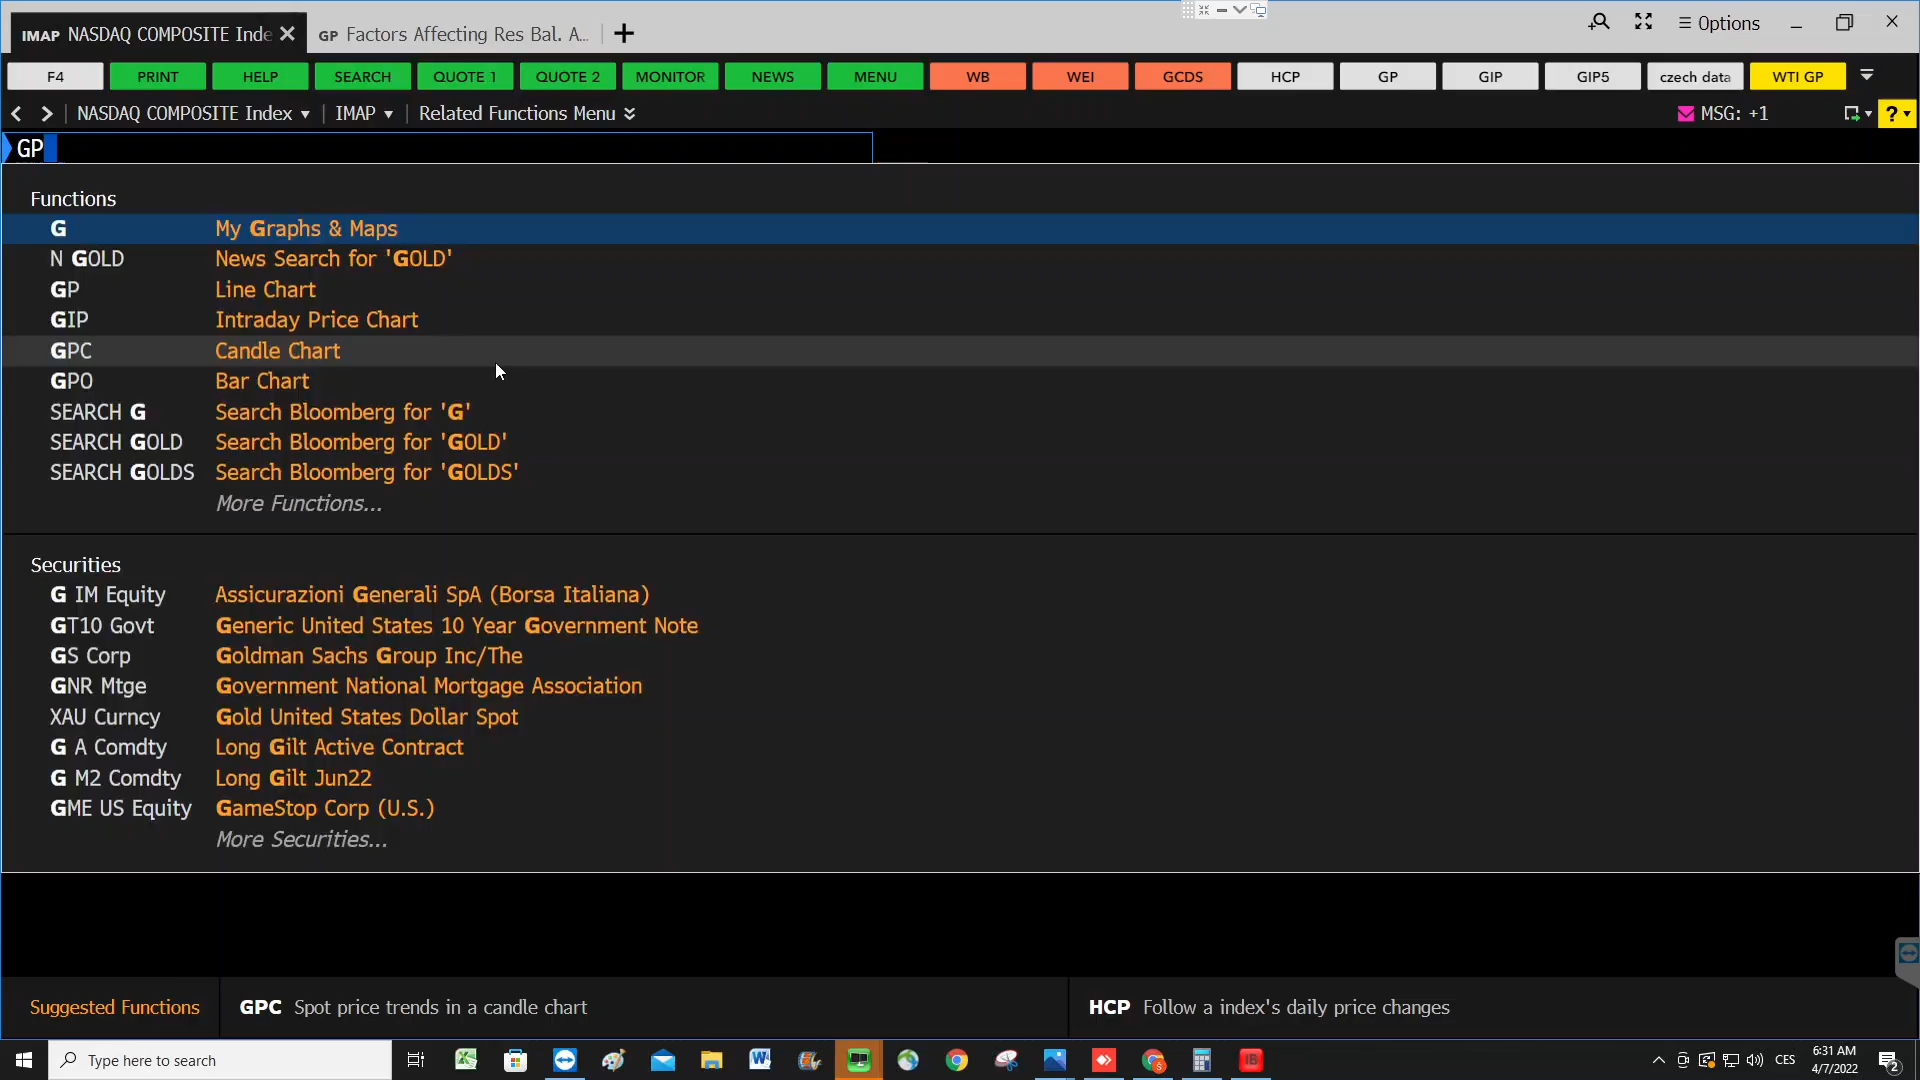 IMAP NASDAQ COMPOSITE Inde
GP Factors Affecting Res Bal. A...
Options
F4 PRINT HELP SEARCH QUOTE 1 QUOTE 2 MONITOR NEWS MENU WB WEI GCDS HCP GP GIP GIP5 czech data WTI GP
NASDAQ COMPOSITE Index IMAP Related Functions Menu MSG: +1 ?
GP
Functions
G My Graphs & Maps
N GOLD News Search for 'GOLD'
GP Line Chart
GIP Intraday Price Chart
GPC Candle Chart
GPO Bar Chart
SEARCH G Search Bloomberg for 'G'
SEARCH GOLD Search Bloomberg for 'GOLD'
SEARCH GOLDS Search Bloomberg for 'GOLDS'
More Functions...
Securities
G IM Equity Assicurazioni Generali SpA (Borsa Italiana)
GT10 Govt Generic United States 10 Year Government Note
GS Corp Goldman Sachs Group Inc/The
GNR Mtge Government National Mortgage Association
XAU Curncy Gold United States Dollar Spot
G A Comdty Long Gilt Active Contract
G M2 Comdty Long Gilt Jun22
GME US Equity GameStop Corp (U.S.)
More Securities...
Suggested Functions GPC Spot price trends in a candle chart HCP Follow a index's daily price changes
Type here to search
CES
6:31 AM
4/7/2022
2
IB